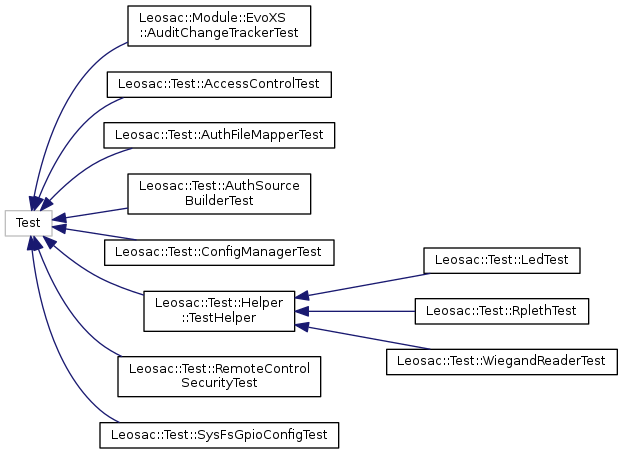 Leosac::Module::EvoXS
::AuditChangeTrackerTest
Leosac::Test::AccessControlTest
Leosac::Test::AuthFileMapperTest
Leosac::Test::AuthSource
BuilderTest
Test
Leosac::Test::ConfigManagerTest
Leosac::Test::Helper
::TestHelper
Leosac::Test::LedTest
Leosac::Test::RplethTest
Leosac::Test::WiegandReaderTest
Leosac::Test::RemoteControl
SecurityTest
Leosac::Test::SysFsGpioConfigTest